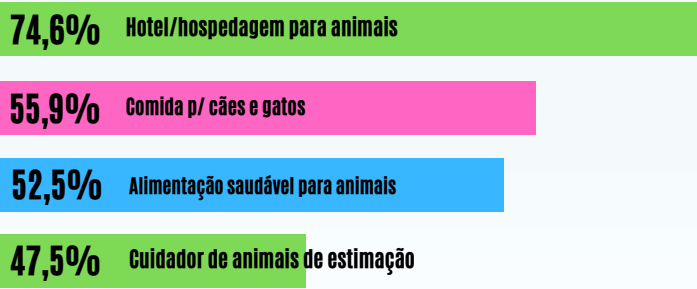 74,6% Hotel/hospedagem para animais
55,9% Comida p/ cães e gatos
52,5% Alimentação saudável para animais
47,5% Cuidador de animais de estimação